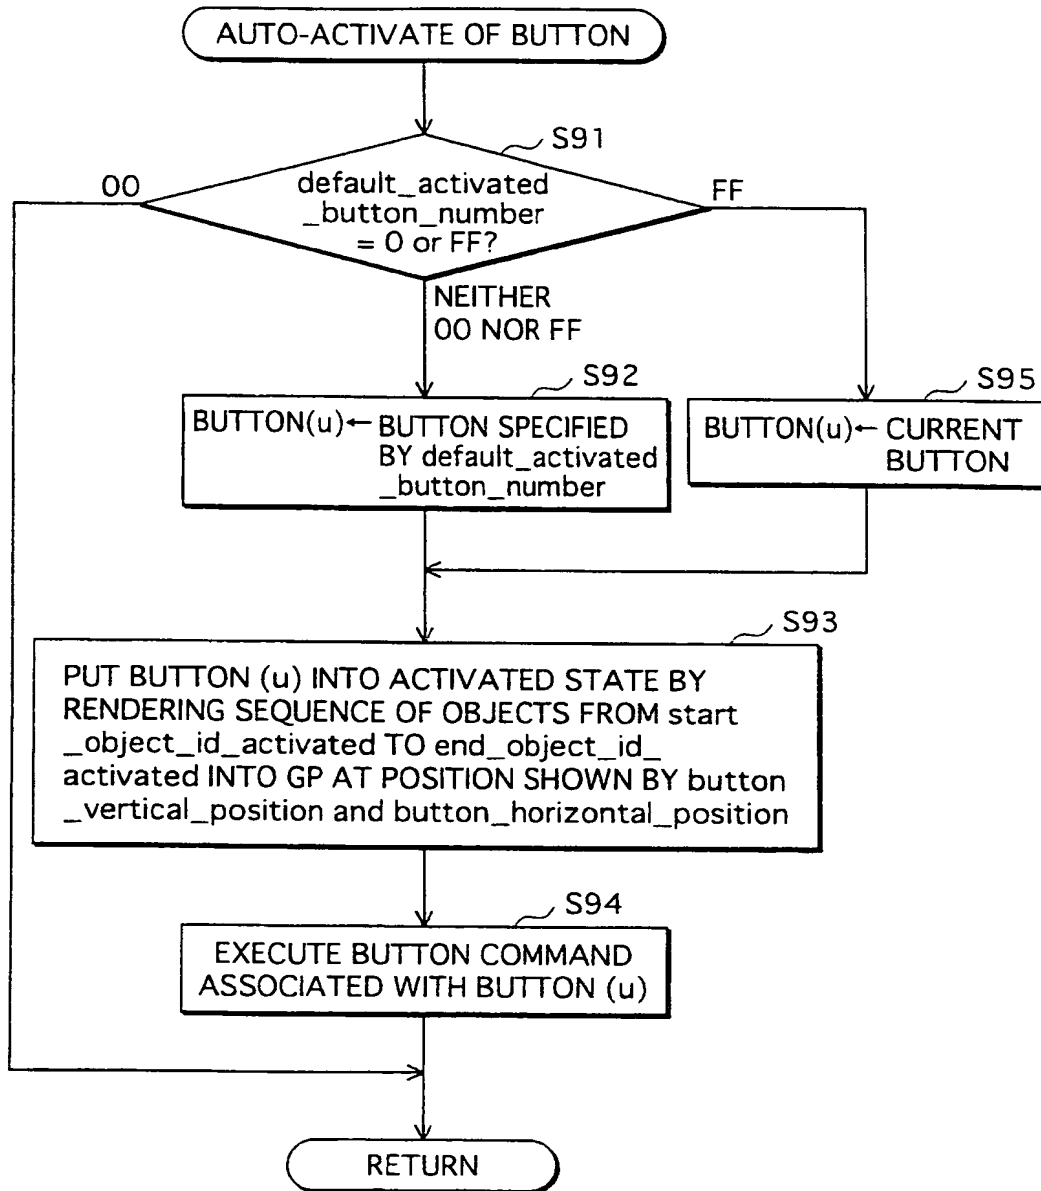 AUTO-ACTIVATE OF BUTTON
S91
default_activated
_button_number
= 0 or FF?
00
FF
NEITHER
00 NOR FF
S92
BUTTON(u)← BUTTON SPECIFIED
BY default_activated
_button_number
S95
BUTTON(u)← CURRENT
BUTTON
S93
PUT BUTTON (u) INTO ACTIVATED STATE BY
RENDERING SEQUENCE OF OBJECTS FROM start
_object_id_activated TO end_object_id_
activated INTO GP AT POSITION SHOWN BY button
_vertical_position and button_horizontal_position
S94
EXECUTE BUTTON COMMAND
ASSOCIATED WITH BUTTON (u)
RETURN